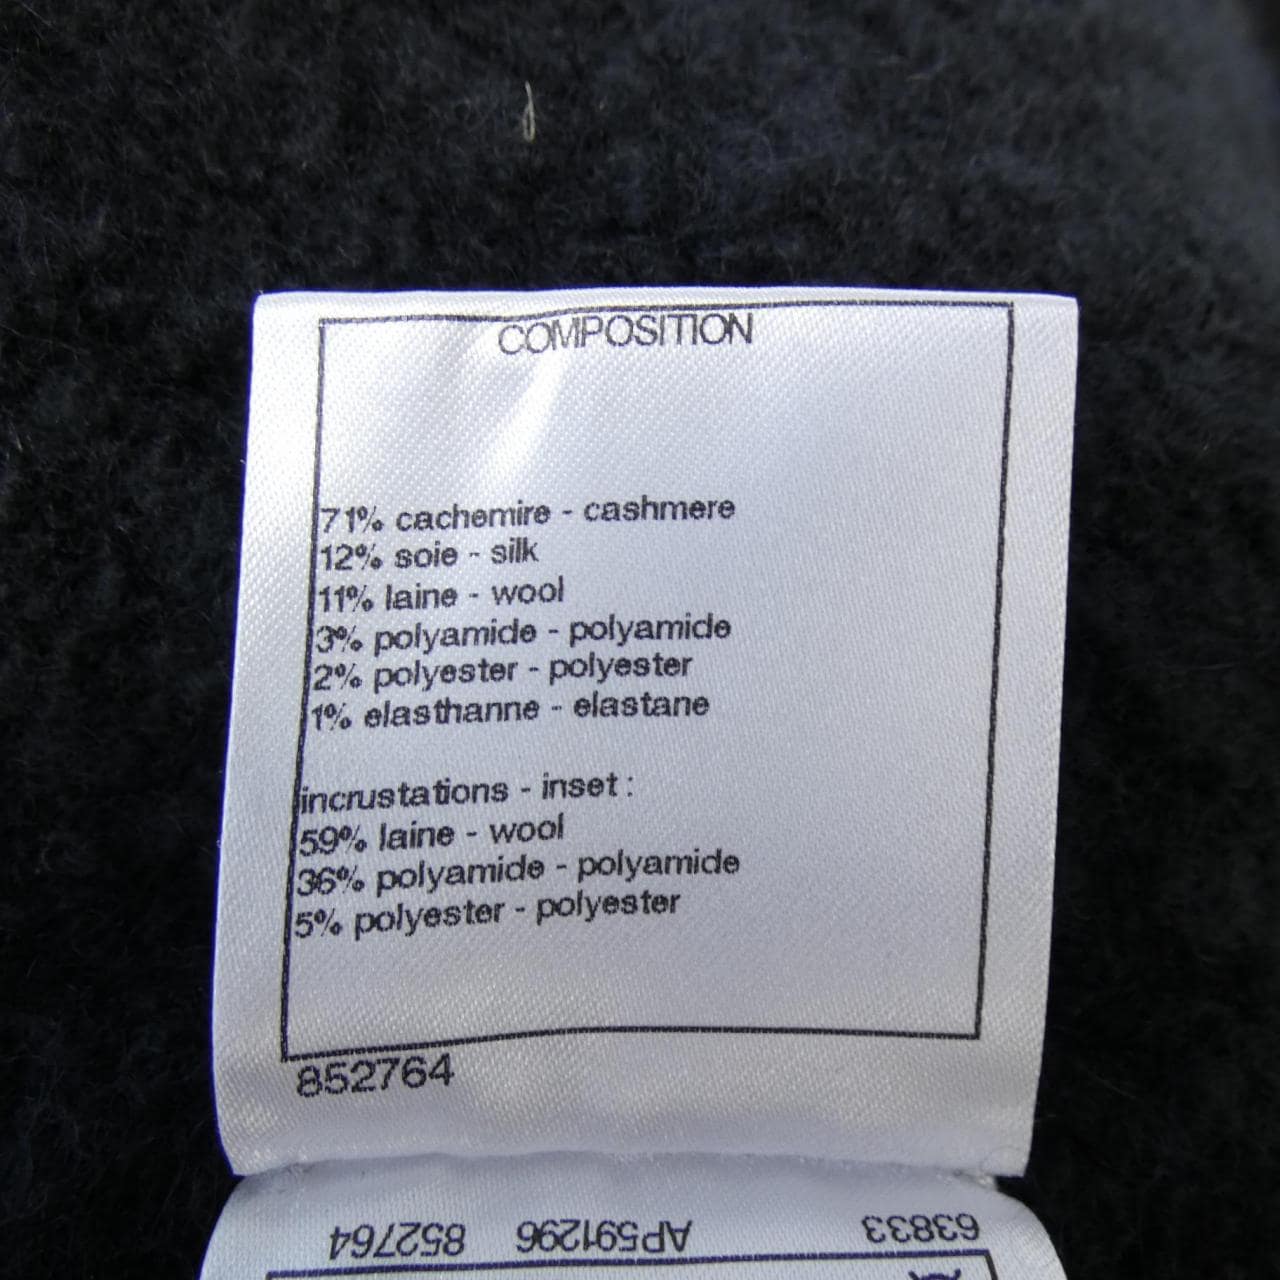 COMPOSITION
71% cachemire - cashmere
12% soie - silk
11% laine - wool
3% polyamide - polyamide
2% polyester - polyester
1% elasthanne - elastane
incrustations - inset :
59% laine - wool
36% polyamide - polyamide
5% polyester - polyester
852764
63833 AP591296 852764